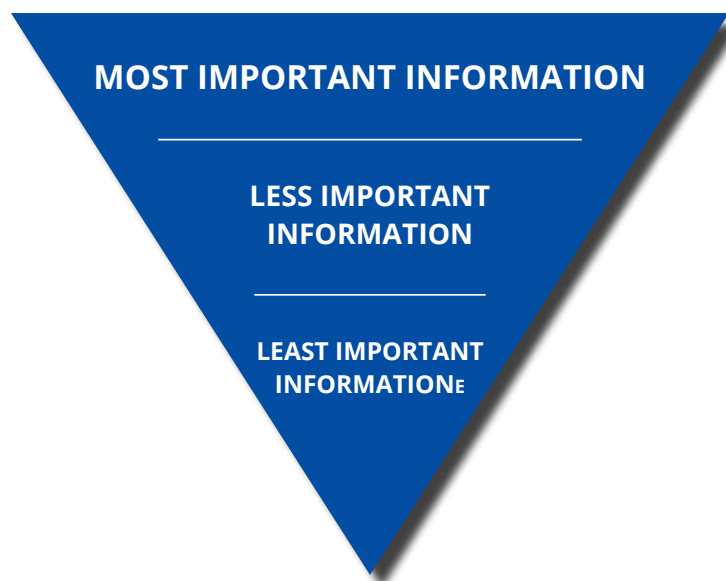 MOST IMPORTANT INFORMATION
LESS IMPORTANT
INFORMATION
LEAST IMPORTANT
INFORMATIONE